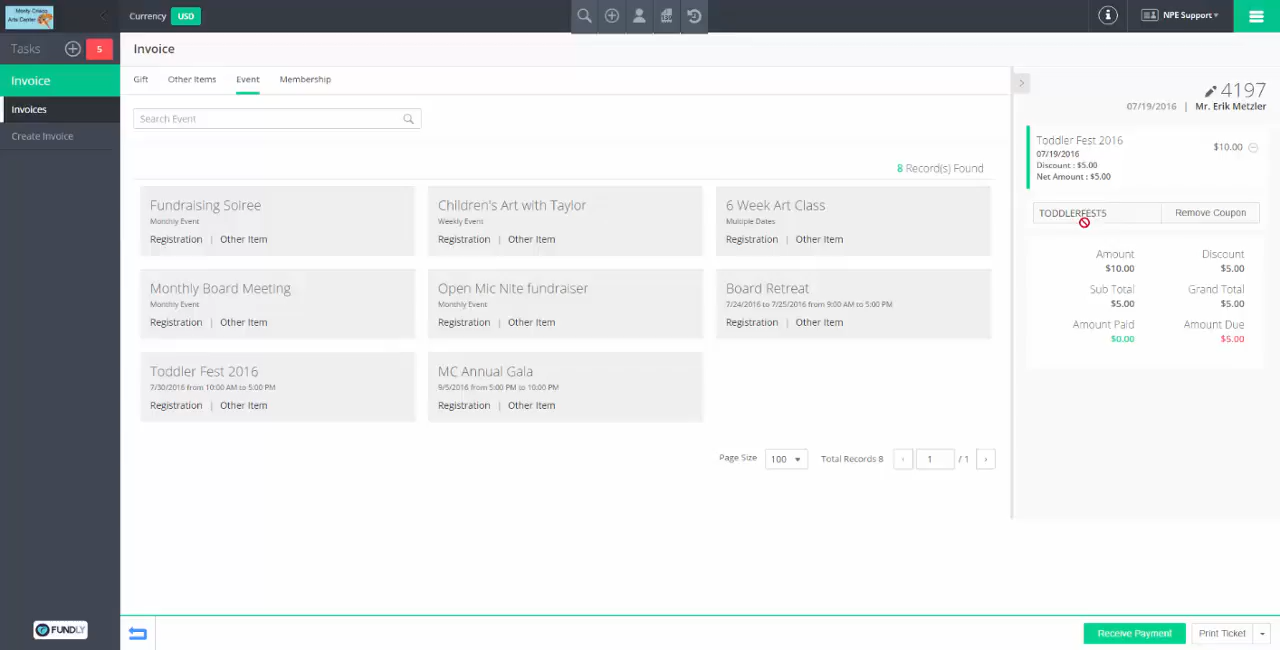 Monty Criada
Arts Center
Currency USD
NPE Support
Tasks 5
Invoice
Invoices
Create Invoice
FUNDLY
Invoice
Gift Other Items Event Membership
Search Event
8 Record(s) Found
Fundraising Soiree
Monthly Event
Registration | Other Item
Children's Art with Taylor
Weekly Event
Registration | Other Item
6 Week Art Class
Multiple Dates
Registration | Other Item
Monthly Board Meeting
Monthly Event
Registration | Other Item
Open Mic Nite fundraiser
Monthly Event
Registration | Other Item
Board Retreat
7/24/2016 to 7/25/2016 from 9:00 AM to 5:00 PM
Registration | Other Item
Toddler Fest 2016
7/30/2016 from 10:00 AM to 5:00 PM
Registration | Other Item
MC Annual Gala
9/5/2016 from 5:00 PM to 10:00 PM
Registration | Other Item
Page Size 100 Total Records 8 ‹ 1 / 1 ›
4197
07/19/2016 | Mr. Erik Metzler
Toddler Fest 2016 $10.00
07/19/2016
Discount : $5.00
Net Amount : $5.00
TODDLERFEST5 Remove Coupon
Amount Discount
$10.00 $5.00
Sub Total Grand Total
$5.00 $5.00
Amount Paid Amount Due
$0.00 $5.00
Receive Payment Print Ticket